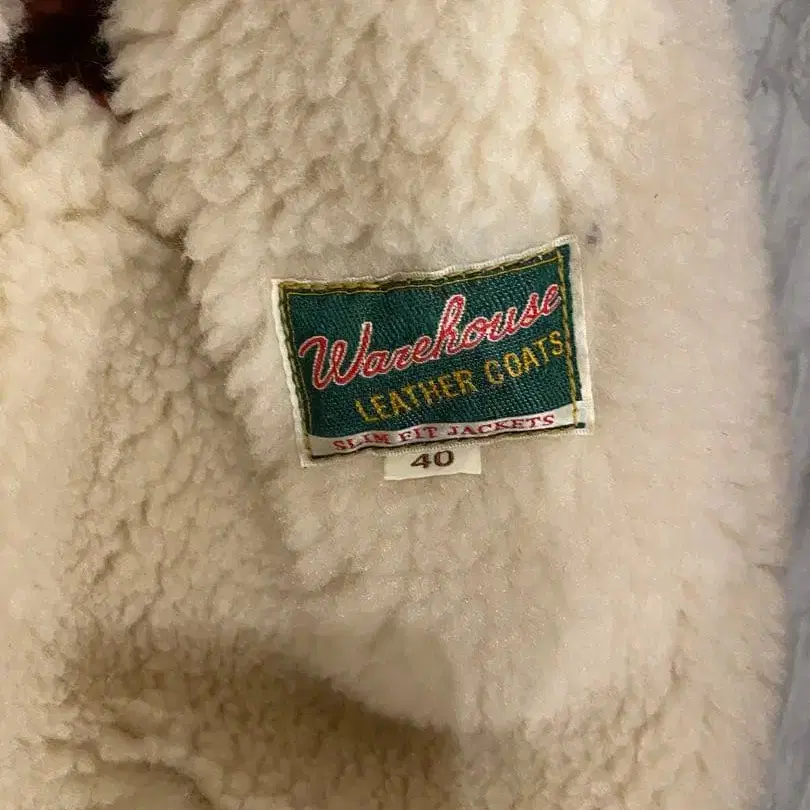 Warehouse
LEATHER COATS
SLIM FIT JACKETS
40